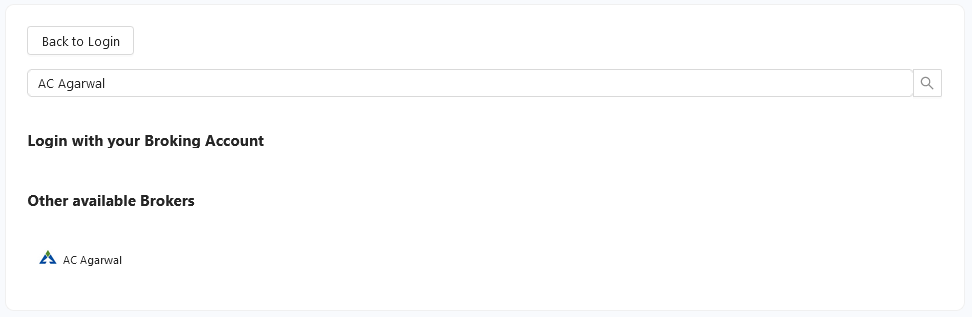 Back to Login
AC Agarwal
Login with your Broking Account
Other available Brokers
AC Agarwal